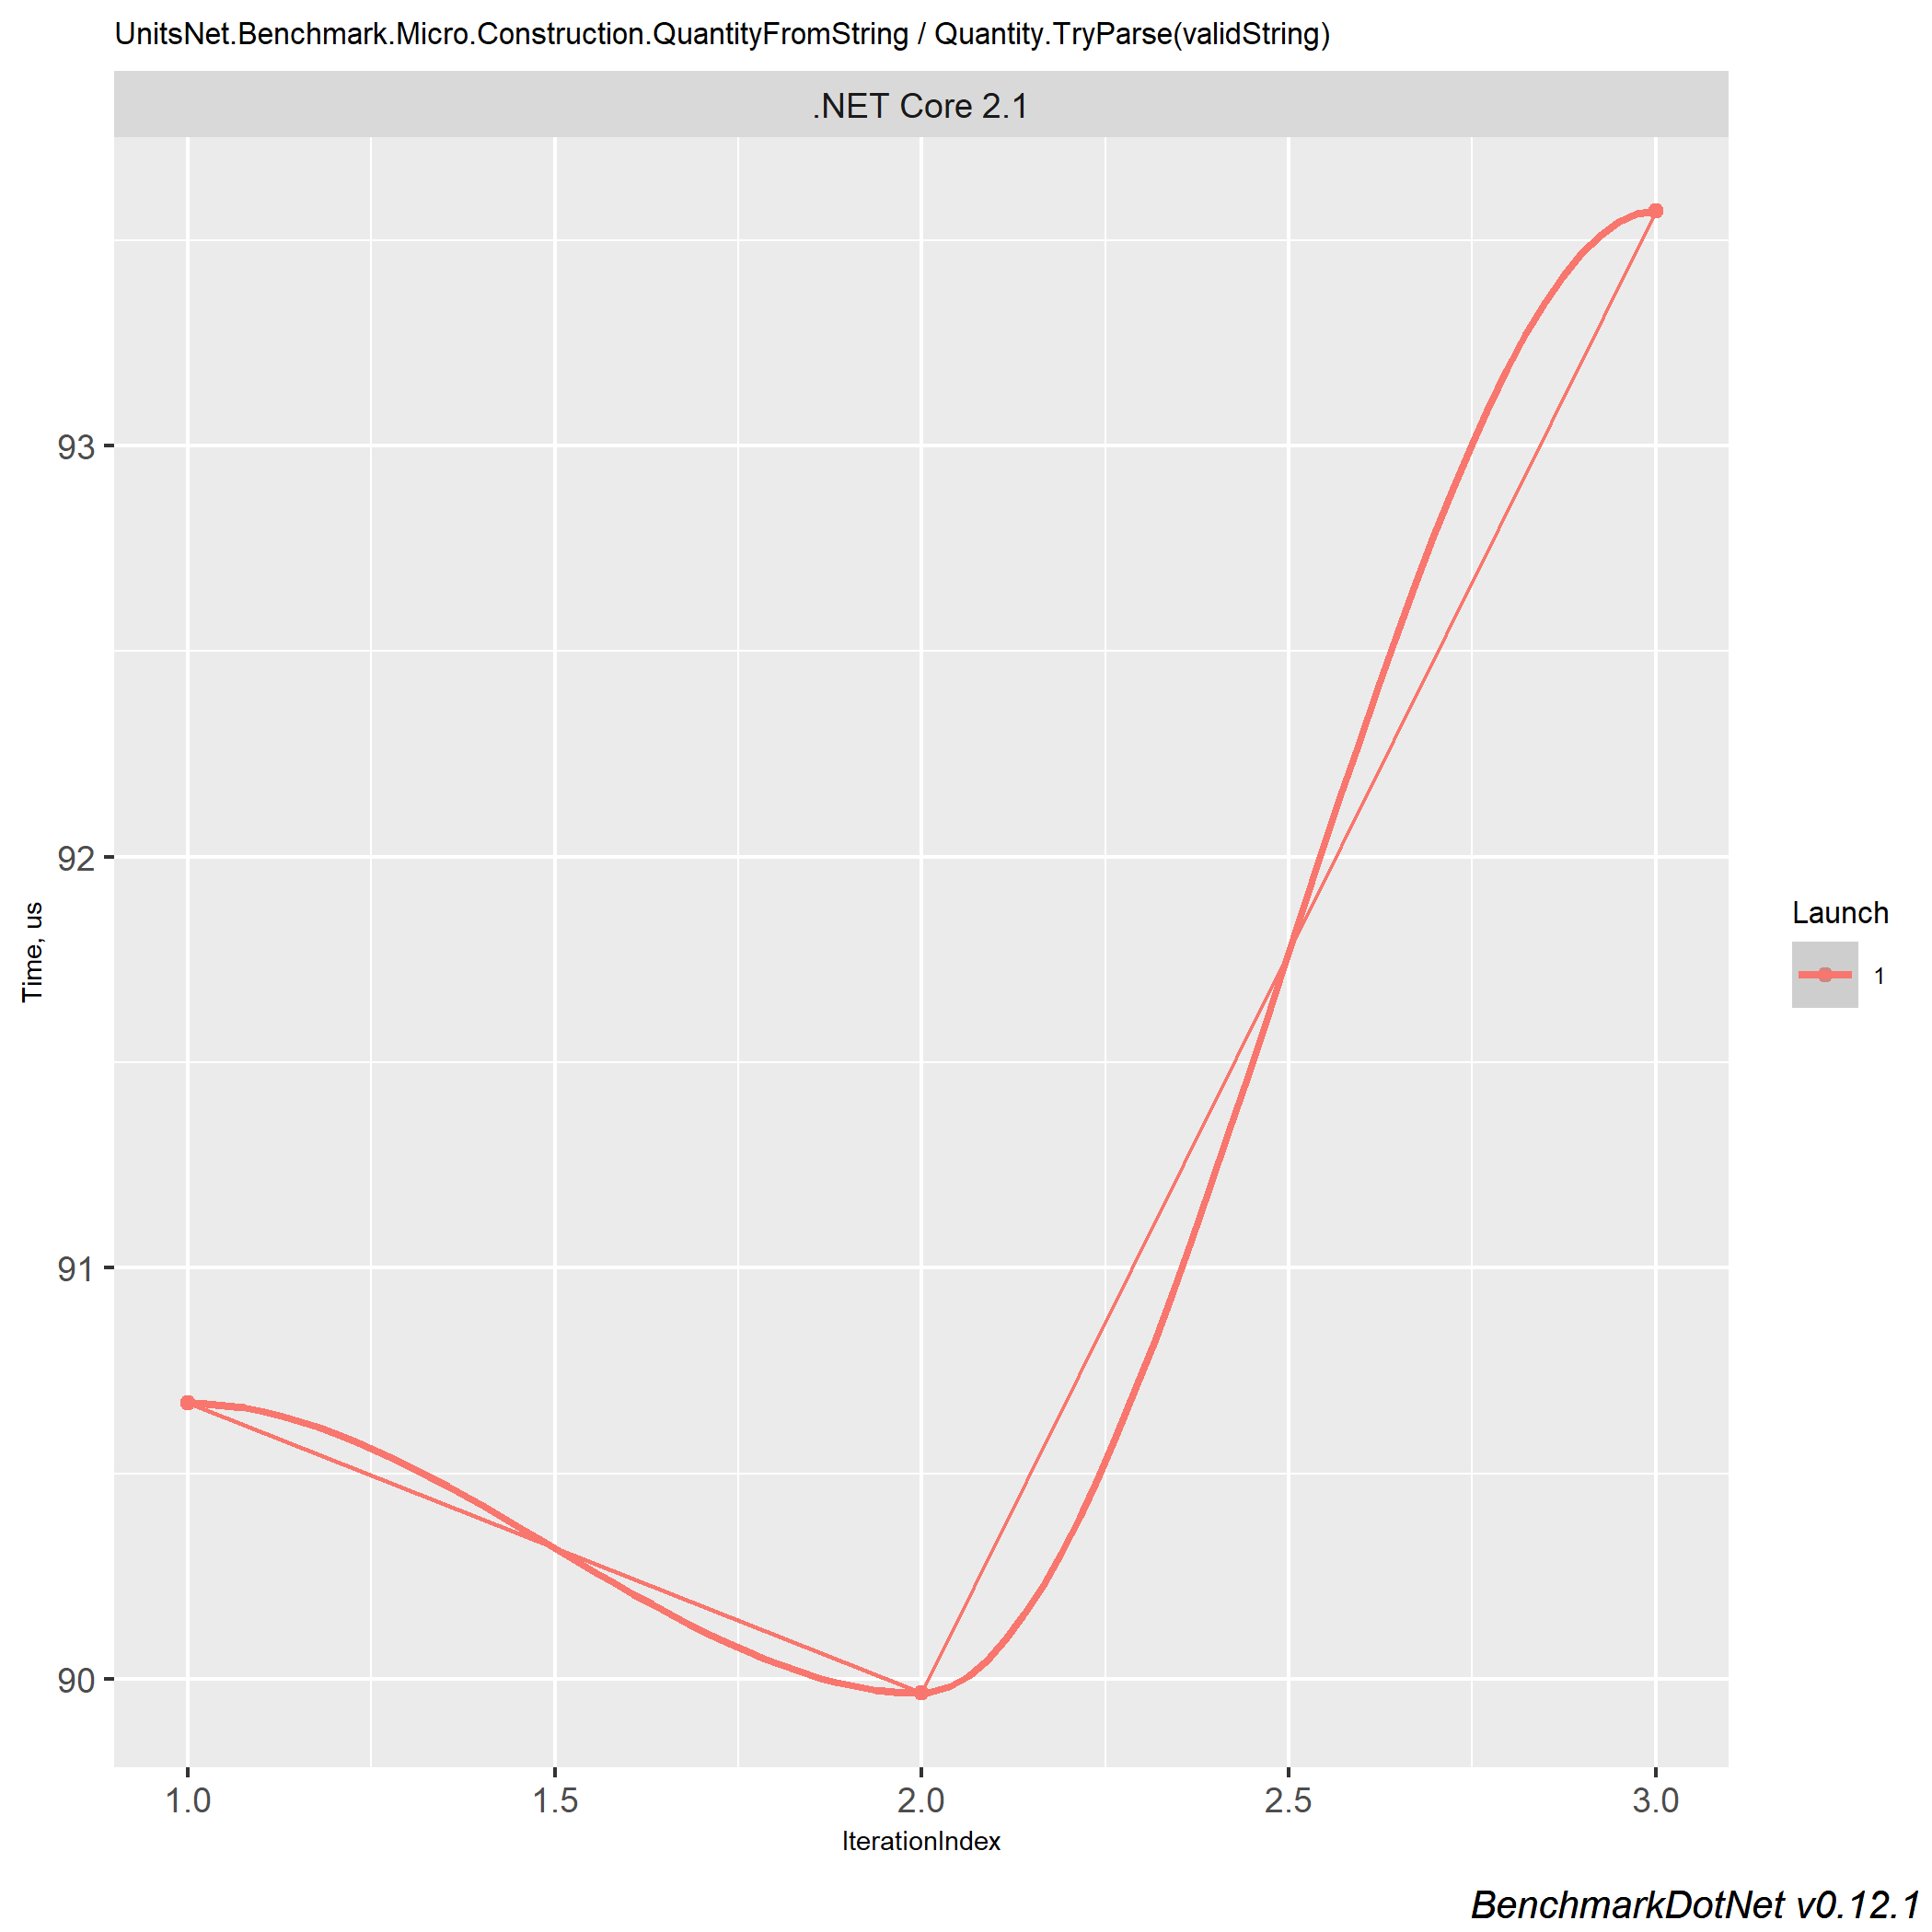 UnitsNet.Benchmark.Micro.Construction.QuantityFromString / Quantity.TryParse(validString)
.NET Core 2.1
93
92
91
90
Time, us
1.0 1.5 2.0 2.5 3.0
IterationIndex
Launch
1
BenchmarkDotNet v0.12.1